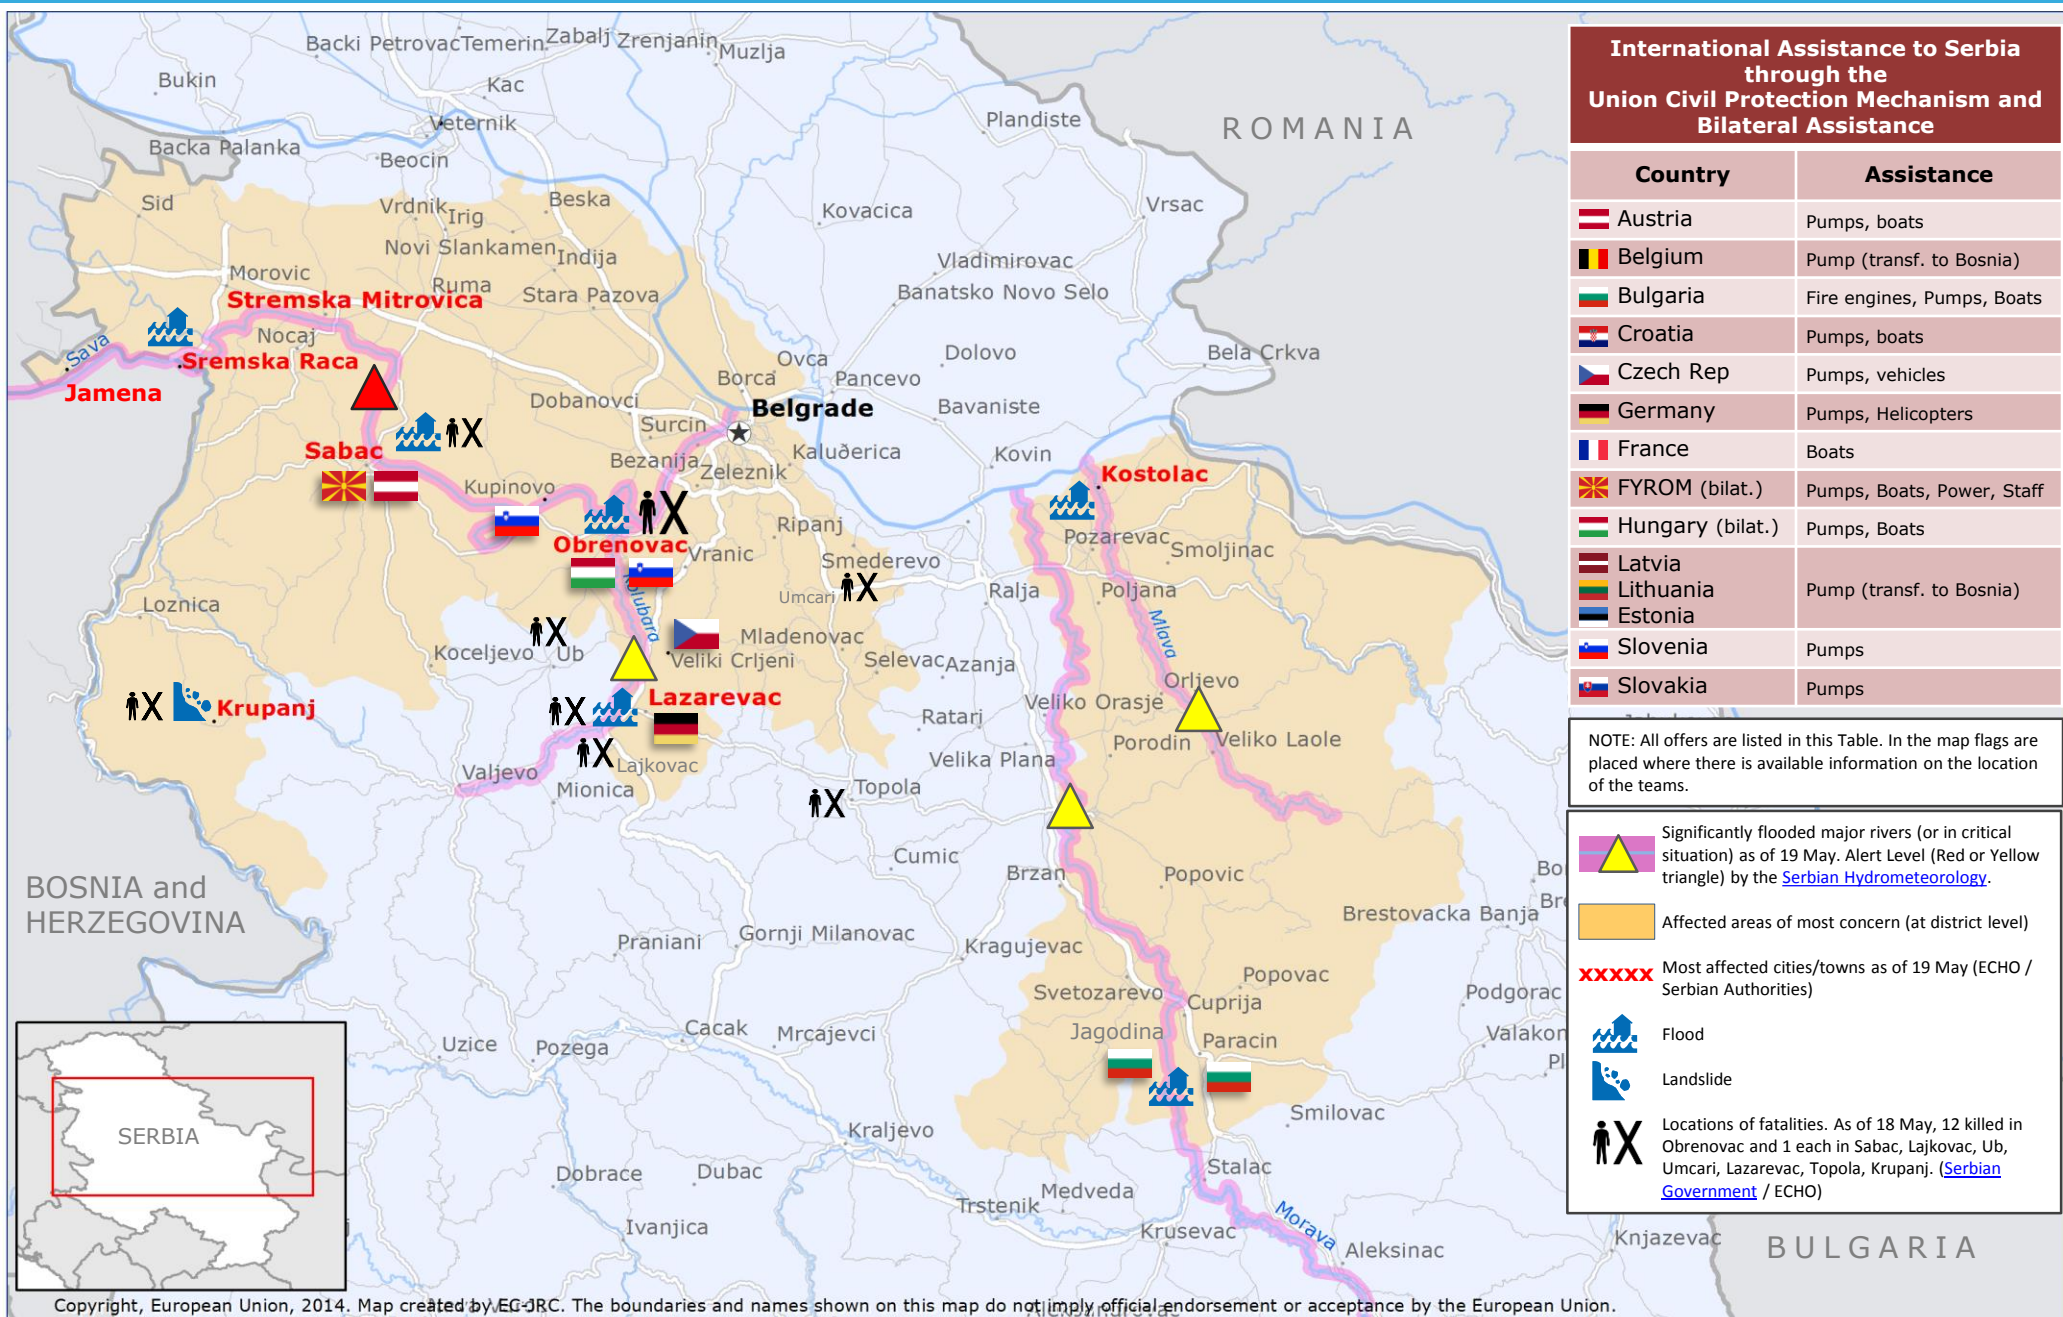 Backi Petrovac
Temerin
Zabalj
Zrenjanin
Muzlja
Bukin
Kac
Veternik
Plandiste
ROMANIA
Backa Palanka
Beocin
Sid
Vrdnik
Irig
Beska
Kovacica
Vrsac
Novi Slankamen
Indija
Morovic
Ruma
Stara Pazova
Vladimirovac
Banatsko Novo Selo
Stremska Mitrovica
Nocaj
Sava
Sremska Raca
Jamena
Ovca
Dolovo
Bela Crkva
Borca
Pancevo
Dobanovci
Belgrade
Bavaniste
Surcin
Sabac
Bezanija
Zeleznik
Kaluðerica
Kovin
Kostolac
Kupinovo
Ripanj
Obrenovac
Vranic
Smederevo
Pozarevac
Smoljinac
Kolubara
Umcari
Ralja
Poljana
Loznica
Mlava
Mladenovac
Koceljevo
Ub
Veliki Crljeni
Selevac
Azanja
Orljevo
Krupanj
Lazarevac
Ratari
Veliko Orasje
Porodin
Veliko Laole
Velika Plana
Valjevo
Lajkovac
Mionica
Topola
Cumic
Brzan
Popovic
BOSNIA and
HERZEGOVINA
Brestovacka Banja
Praniani
Gornji Milanovac
Kragujevac
Popovac
Svetozarevo
Cuprija
Podgorac
Jagodina
Paracin
Uzice
Pozega
Cacak
Mrcajevci
Smilovac
Kraljevo
Dobrace
Dubac
Stalac
Trstenik
Medveda
Ivanjica
Krusevac
Morava
Aleksinac
Knjazevac
BULGARIA
SERBIA
International Assistance to Serbia
through the
Union Civil Protection Mechanism and
Bilateral Assistance
Country Assistance
Austria Pumps, boats
Belgium Pump (transf. to Bosnia)
Bulgaria Fire engines, Pumps, Boats
Croatia Pumps, boats
Czech Rep Pumps, vehicles
Germany Pumps, Helicopters
France Boats
FYROM (bilat.) Pumps, Boats, Power, Staff
Hungary (bilat.) Pumps, Boats
Latvia
Lithuania Pump (transf. to Bosnia)
Estonia
Slovenia Pumps
Slovakia Pumps
NOTE: All offers are listed in this Table. In the map flags are
placed where there is available information on the location
of the teams.
Significantly flooded major rivers (or in critical
situation) as of 19 May. Alert Level (Red or Yellow
triangle) by the Serbian Hydrometeorology.
Affected areas of most concern (at district level)
xxxxx Most affected cities/towns as of 19 May (ECHO /
Serbian Authorities)
Flood
Landslide
Locations of fatalities. As of 18 May, 12 killed in
Obrenovac and 1 each in Sabac, Lajkovac, Ub,
Umcari, Lazarevac, Topola, Krupanj. (Serbian
Government / ECHO)
Copyright, European Union, 2014. Map created by EC-JRC. The boundaries and names shown on this map do not imply official endorsement or acceptance by the European Union.